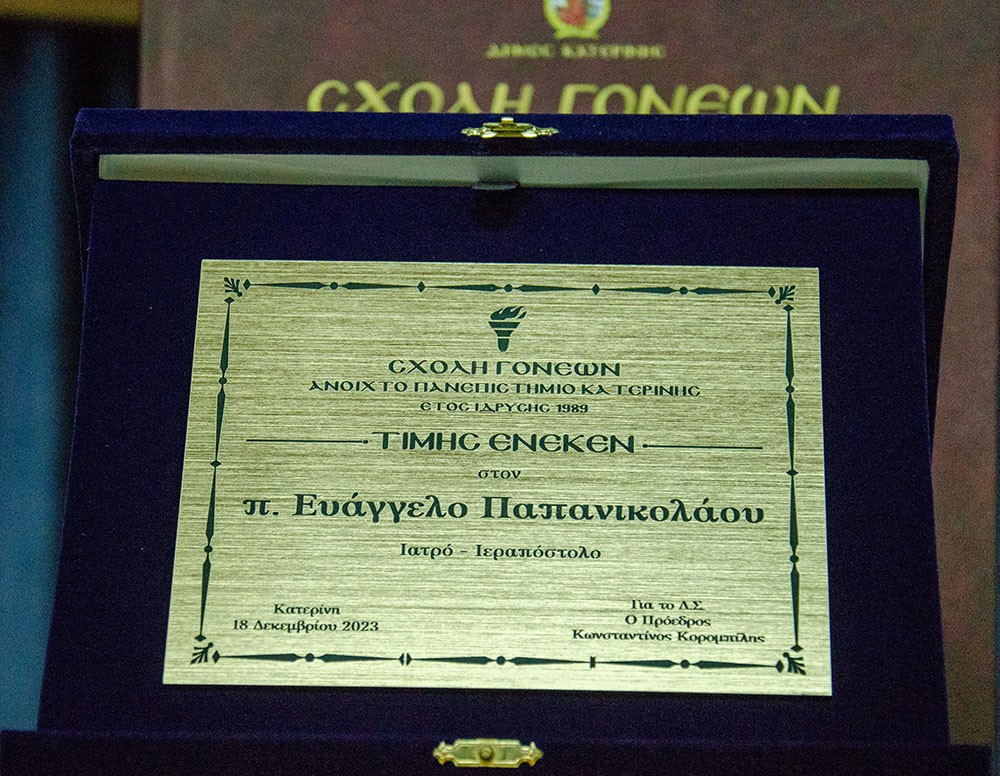 ΔΗΜΟΣ ΚΑΤΕΡΙΝΗΣ
ΣΧΟΛΗ ΓΟΝΕΩΝ
ΣΧΟΛΗ ΓΟΝΕΩΝ
ΑΝΟΙΧΤΟ ΠΑΝΕΠΙΣΤΗΜΙΟ ΚΑΤΕΡΙΝΗΣ
ΕΤΟΣ ΙΔΡΥΣΗΣ 1989
ΤΙΜΗΣ ΕΝΕΚΕΝ
στον
π. Ευάγγελο Παπανικολάου
Ιατρό - Ιεραπόστολο
Κατερίνη
18 Δεκεμβρίου 2023
Για το Δ.Σ.
Ο Πρόεδρος
Κωνσταντίνος Κορομπίλης